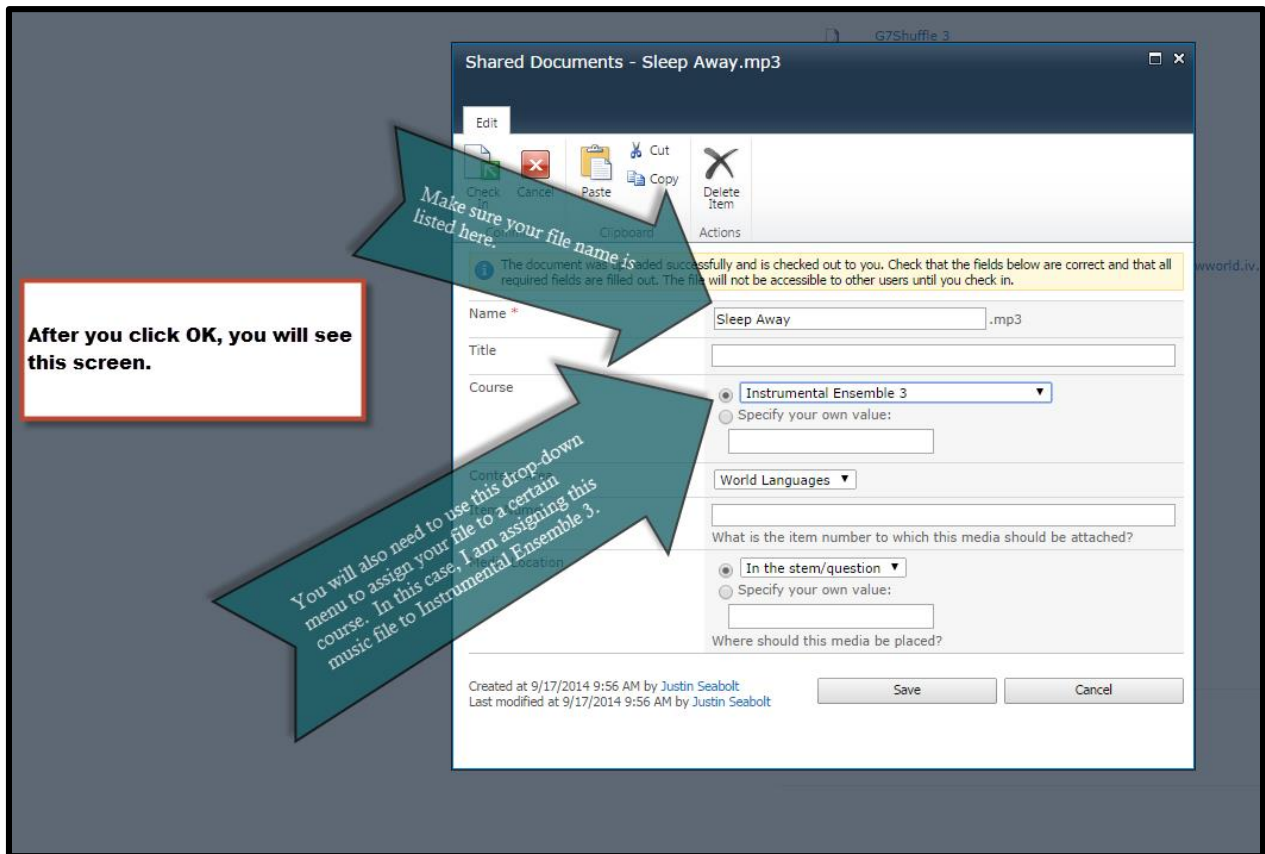 G7Shuffle 3
Shared Documents - Sleep Away.mp3
Edit
Check In
Cancel
Paste
Cut
Copy
Delete Item
Clipboard
Actions
Make sure your file name is
listed here.
The document was uploaded successfully and is checked out to you. Check that the fields below are correct and that all
required fields are filled out. The file will not be accessible to other users until you check in.
wworld.iv.
After you click OK, you will see
this screen.
Name *
Sleep Away .mp3
Title
Course
Instrumental Ensemble 3
Specify your own value:
You will also need to use this drop-down
menu to assign your file to a certain
course. In this case, I am assigning this
music file to Instrumental Ensemble 3.
World Languages
What is the item number to which this media should be attached?
Location
In the stem/question
Specify your own value:
Where should this media be placed?
Created at 9/17/2014 9:56 AM by Justin Seabolt
Last modified at 9/17/2014 9:56 AM by Justin Seabolt
Save
Cancel